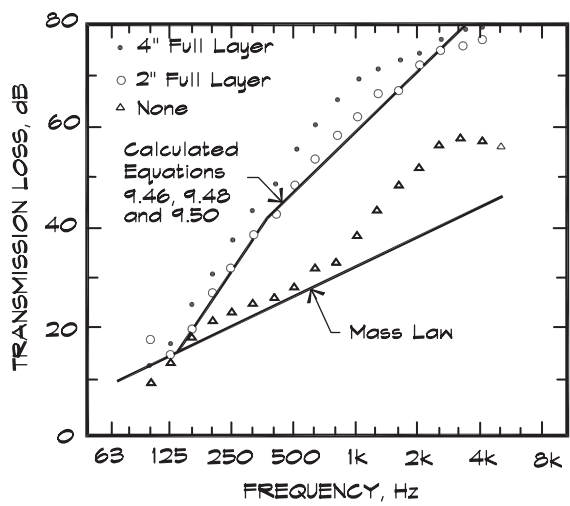 80
60
40
20
0
TRANSMISSION LOSS, dB
4" Full Layer
2" Full Layer
None
Calculated
Equations
9.46, 9.48
and 9.50
Mass Law
63 125 250 500 1k 2k 4k 8k
FREQUENCY, Hz